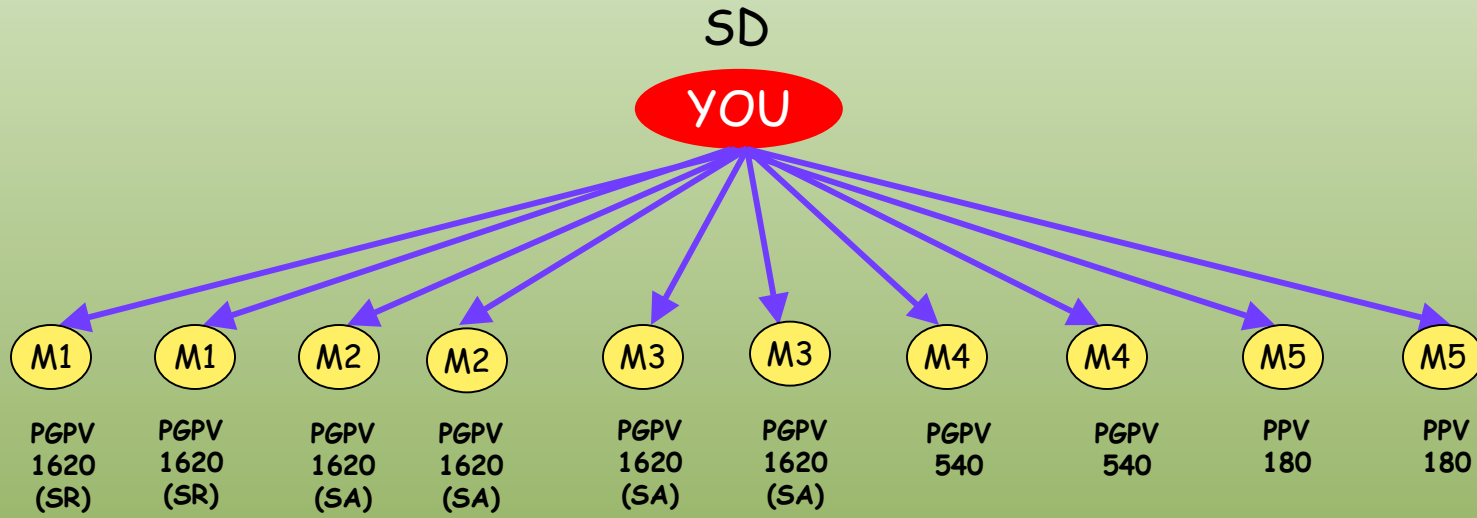 SD
YOU
M1 M1 M2 M2 M3 M3 M4 M4 M5 M5
PGPV PGPV PGPV PGPV PGPV PGPV PGPV PGPV PPV PPV
1620 1620 1620 1620 1620 1620 540 540 180 180
(SR) (SR) (SA) (SA) (SA) (SA)